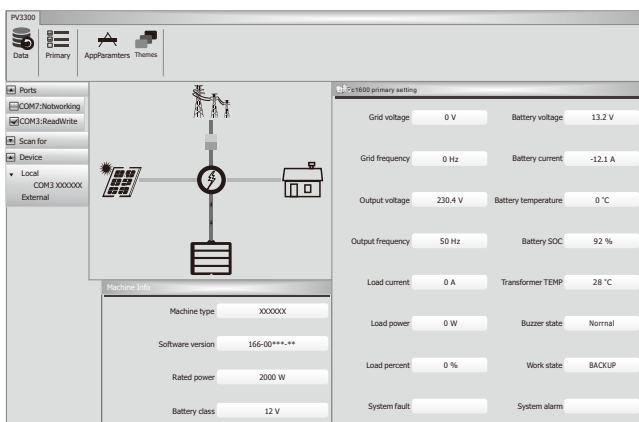 PV3300
Data Primary AppParamters Themes
Ports
COM7:Notworking
COM3:ReadWrite
Scan for
Device
Local
COM3 XXXXXX
External
Machine Info
Machine type XXXXXX
Software version 166-00***-**
Rated power 2000 W
Battery class 12 V
c1600 primary setting
Grid voltage 0 V Battery voltage 13.2 V
Grid frequency 0 Hz Battery current -12.1 A
Output voltage 230.4 V Battery temperature 0 °C
Output frequency 50 Hz Battery SOC 92 %
Load current 0 A Transformer TEMP 28 °C
Load power 0 W Buzzer state Norrnal
Load percent 0 % Work state BACKUP
System fault System alarm